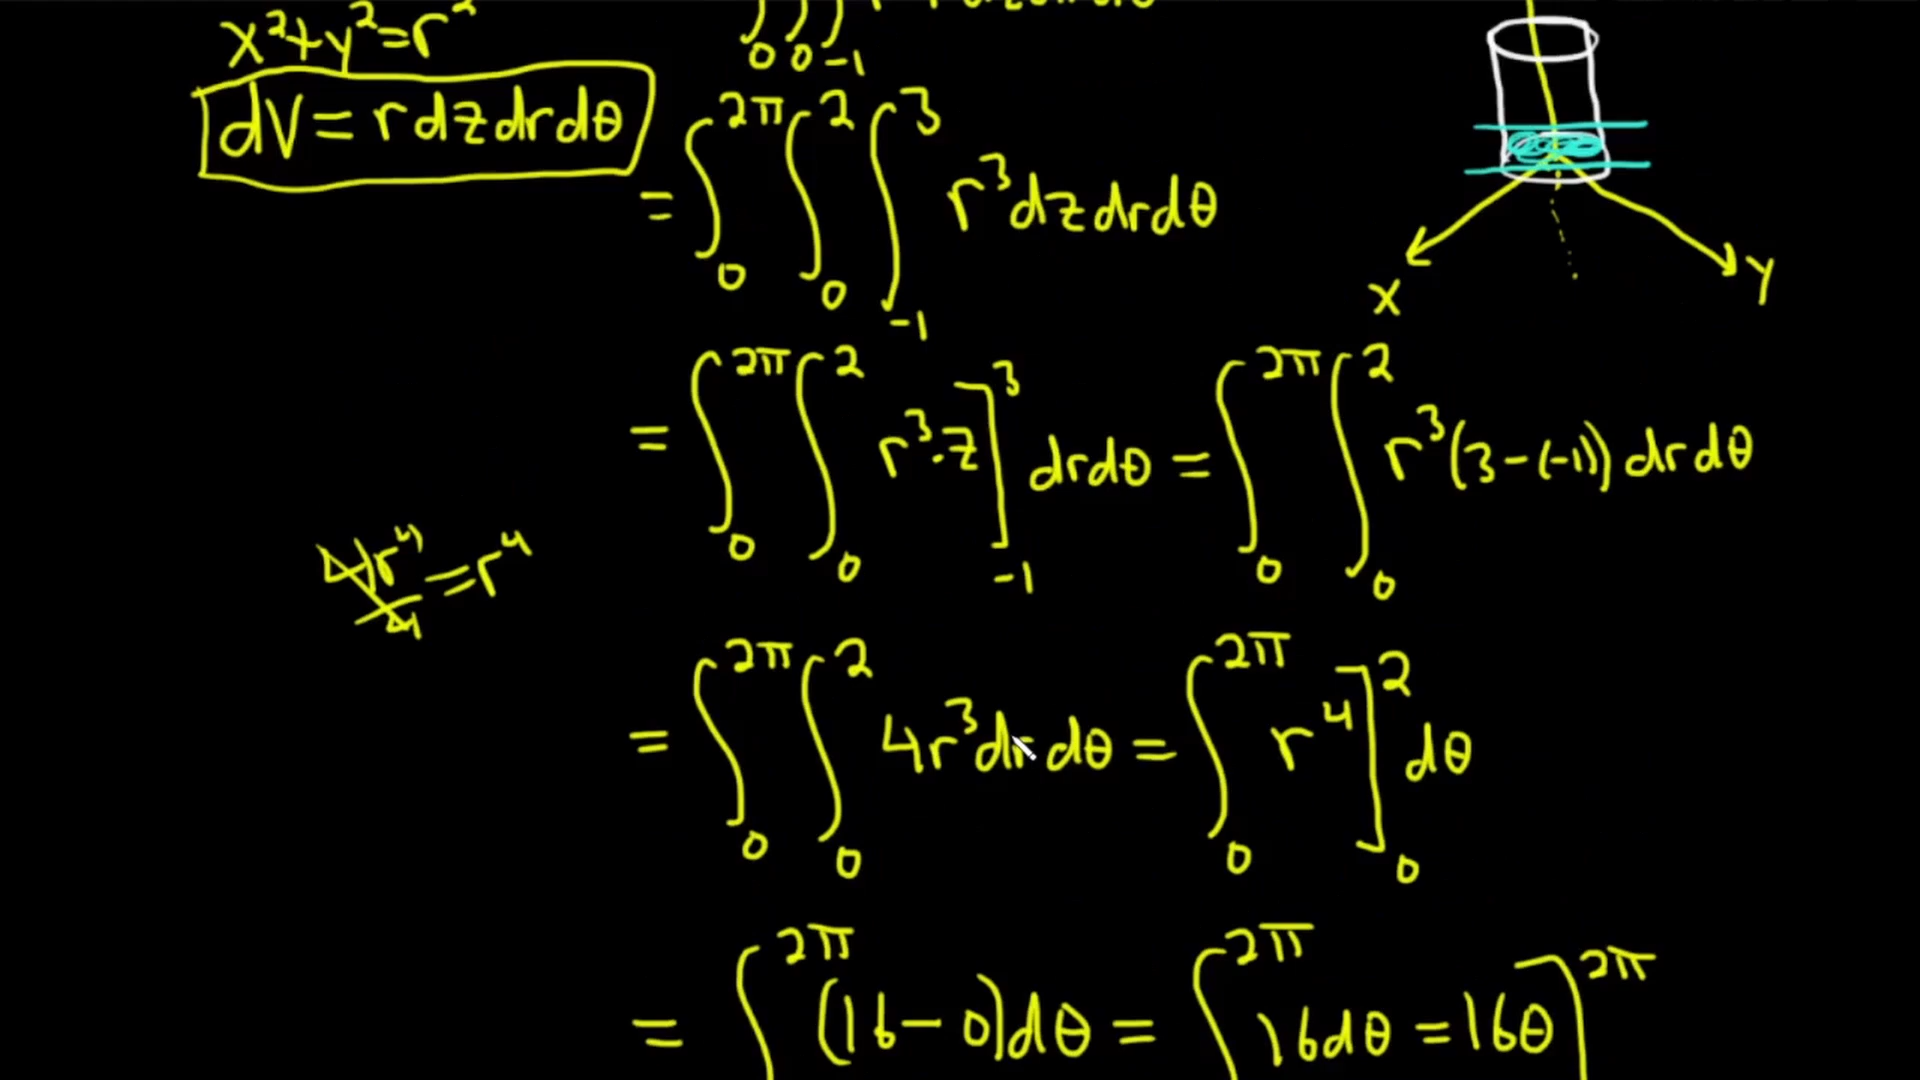 x²+y²=r²
∫₀ ∫₀ ∫₋₁
dV = r dz dr dθ
= ∫₀^2π ∫₀^2 ∫₋₁^3 r³ dz dr dθ
x y
= ∫₀^2π ∫₀^2 r³·z]₋₁^3 dr dθ = ∫₀^2π ∫₀^2 r³(3-(-1)) dr dθ
4r⁴/4 = r⁴
= ∫₀^2π ∫₀^2 4r³ dr dθ = ∫₀^2π r⁴]₀^2 dθ
= ∫^2π (16-0)dθ = ∫^2π 16dθ = 16θ]^2π